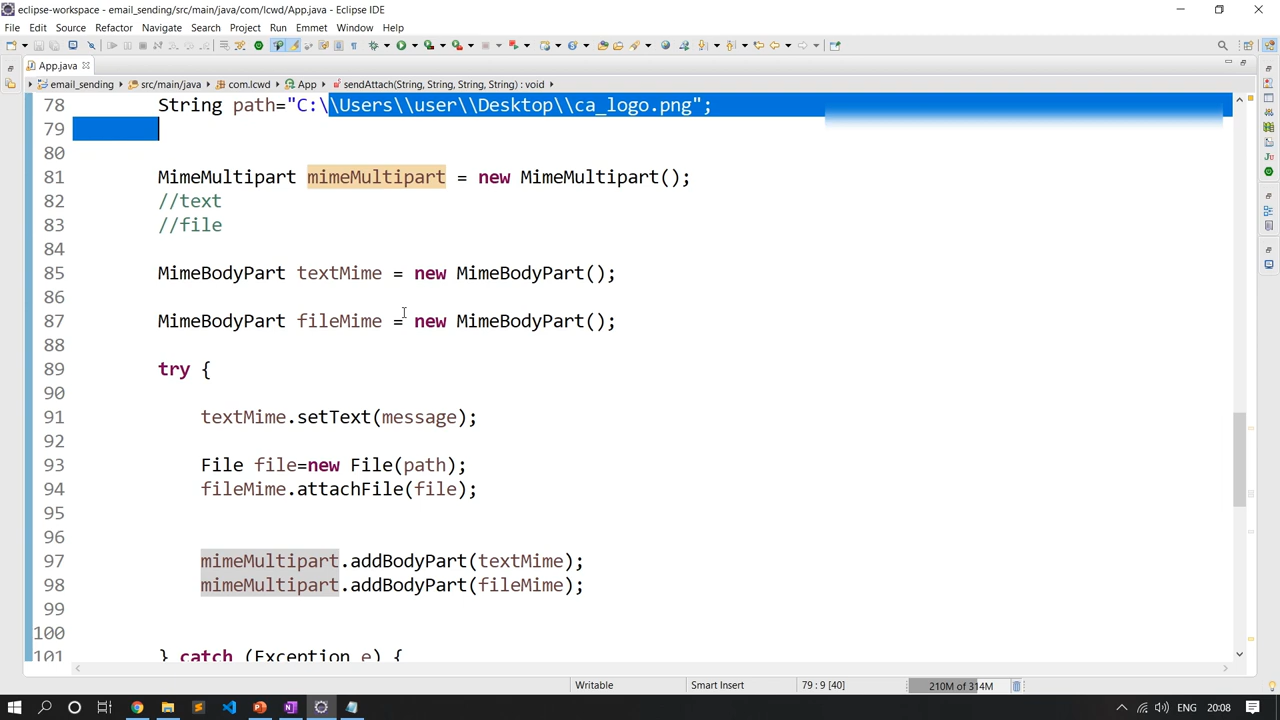 eclipse-workspace - email_sending/src/main/java/com/lcwd/App.java - Eclipse IDE
File Edit Source Refactor Navigate Search Project Run Emmet Window Help
App.java
email_sending src/main/java com.lcwd App sendAttach(String, String, String, String) : void
78 String path="C:\\Users\\user\\Desktop\\ca_logo.png";
79
80
81 MimeMultipart mimeMultipart = new MimeMultipart();
82 //text
83 //file
84
85 MimeBodyPart textMime = new MimeBodyPart();
86
87 MimeBodyPart fileMime = new MimeBodyPart();
88
89 try {
90
91 textMime.setText(message);
92
93 File file=new File(path);
94 fileMime.attachFile(file);
95
96
97 mimeMultipart.addBodyPart(textMime);
98 mimeMultipart.addBodyPart(fileMime);
99
100
101 } catch (Exception e) {
Writable Smart Insert 79 : 9 [40] 210M of 314M
ENG 20:08